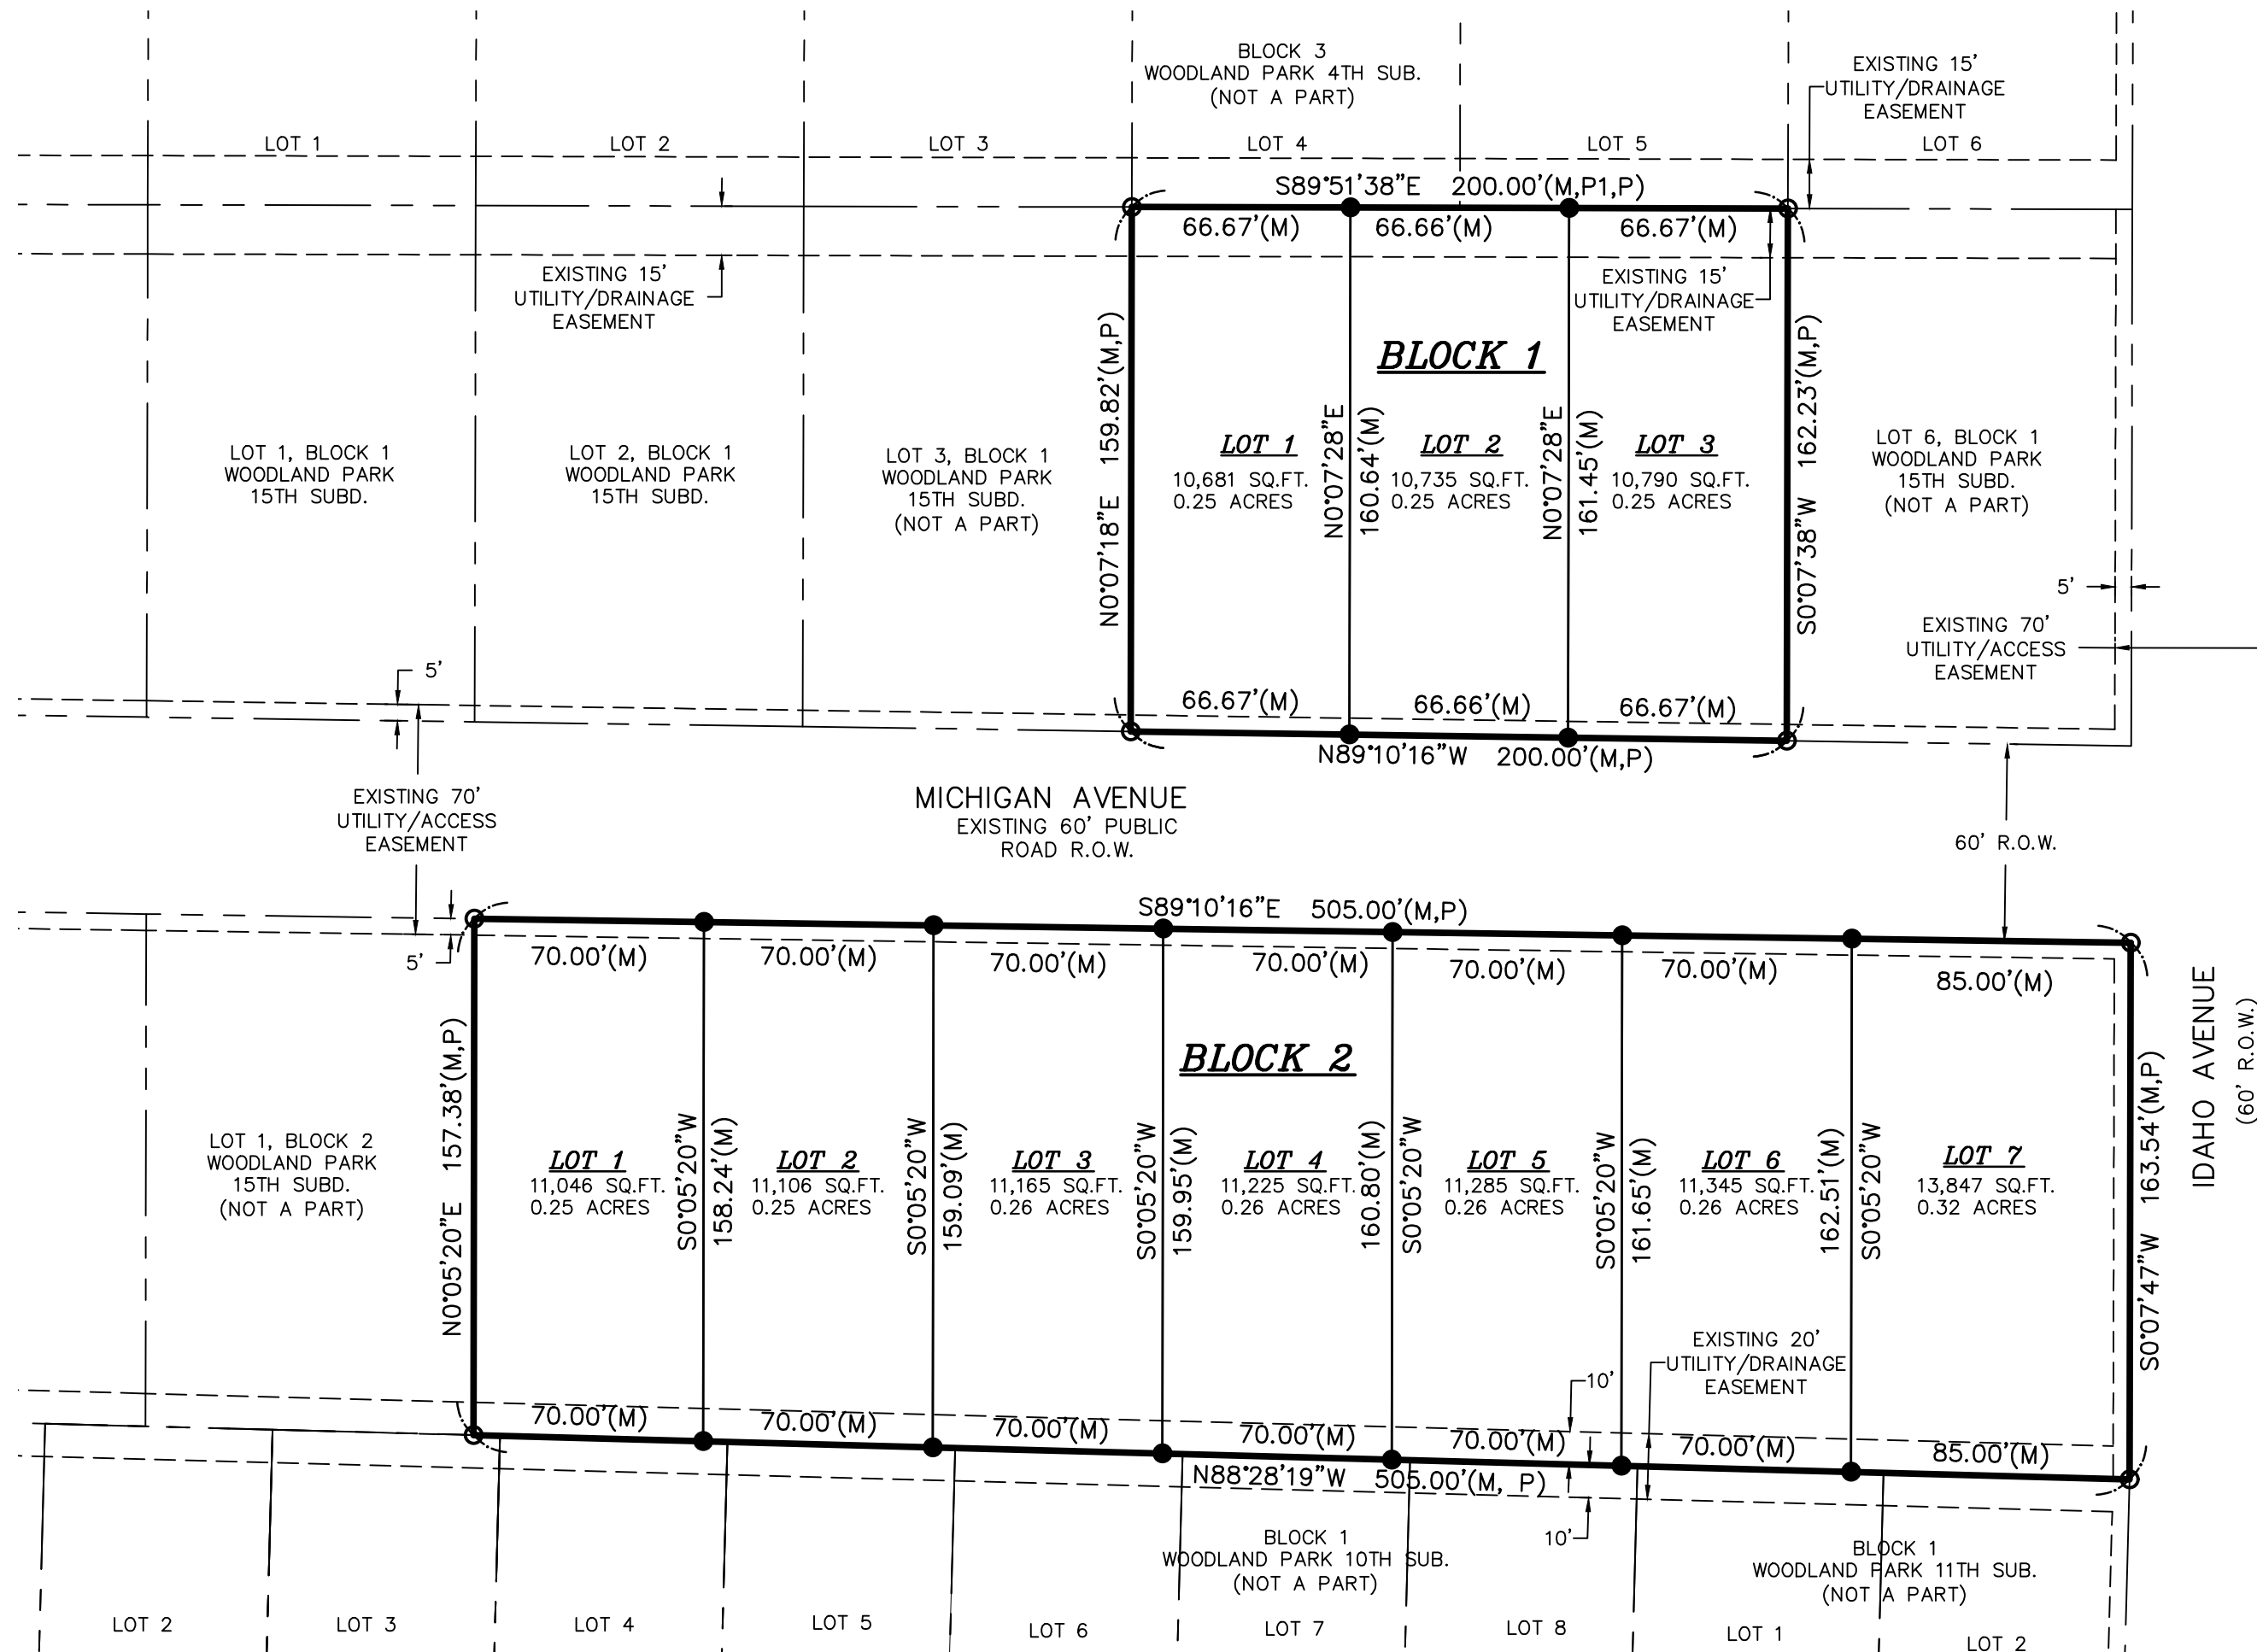 BLOCK 3
WOODLAND PARK 4TH SUB.
(NOT A PART)
EXISTING 15'
UTILITY/DRAINAGE
EASEMENT
LOT 1
LOT 2
LOT 3
LOT 4
LOT 5
LOT 6
S89°51'38"E 200.00'(M,P1,P)
66.67'(M)
66.66'(M)
66.67'(M)
EXISTING 15'
UTILITY/DRAINAGE
EASEMENT
EXISTING 15'
UTILITY/DRAINAGE
EASEMENT
BLOCK 1
N0°07'18"E 159.82'(M,P)
N0°07'28"E
160.64'(M)
N0°07'28"E
161.45'(M)
S0°07'38"W 162.23'(M,P)
LOT 1, BLOCK 1
WOODLAND PARK
15TH SUBD.
LOT 2, BLOCK 1
WOODLAND PARK
15TH SUBD.
LOT 3, BLOCK 1
WOODLAND PARK
15TH SUBD.
(NOT A PART)
LOT 1
10,681 SQ.FT.
0.25 ACRES
LOT 2
10,735 SQ.FT.
0.25 ACRES
LOT 3
10,790 SQ.FT.
0.25 ACRES
LOT 6, BLOCK 1
WOODLAND PARK
15TH SUBD.
(NOT A PART)
5'
EXISTING 70'
UTILITY/ACCESS
EASEMENT
5'
66.67'(M)
66.66'(M)
66.67'(M)
N89°10'16"W 200.00'(M,P)
EXISTING 70'
UTILITY/ACCESS
EASEMENT
MICHIGAN AVENUE
EXISTING 60' PUBLIC
ROAD R.O.W.
60' R.O.W.
S89°10'16"E 505.00'(M,P)
5'
70.00'(M)
70.00'(M)
70.00'(M)
70.00'(M)
70.00'(M)
70.00'(M)
85.00'(M)
IDAHO AVENUE
(60' R.O.W.)
BLOCK 2
N0°05'20"E 157.38'(M,P)
S0°05'20"W
158.24'(M)
S0°05'20"W
159.09'(M)
S0°05'20"W
159.95'(M)
160.80'(M)
S0°05'20"W
S0°05'20"W
161.65'(M)
162.51'(M)
S0°05'20"W
S0°07'47"W 163.54'(M,P)
LOT 1, BLOCK 2
WOODLAND PARK
15TH SUBD.
(NOT A PART)
LOT 1
11,046 SQ.FT.
0.25 ACRES
LOT 2
11,106 SQ.FT.
0.25 ACRES
LOT 3
11,165 SQ.FT.
0.26 ACRES
LOT 4
11,225 SQ.FT.
0.26 ACRES
LOT 5
11,285 SQ.FT.
0.26 ACRES
LOT 6
11,345 SQ.FT.
0.26 ACRES
LOT 7
13,847 SQ.FT.
0.32 ACRES
EXISTING 20'
UTILITY/DRAINAGE
EASEMENT
10'
70.00'(M)
70.00'(M)
70.00'(M)
70.00'(M)
70.00'(M)
70.00'(M)
85.00'(M)
N88°28'19"W 505.00'(M, P)
10'
BLOCK 1
WOODLAND PARK 10TH SUB.
(NOT A PART)
BLOCK 1
WOODLAND PARK 11TH SUB.
(NOT A PART)
LOT 2
LOT 3
LOT 4
LOT 5
LOT 6
LOT 7
LOT 8
LOT 1
LOT 2